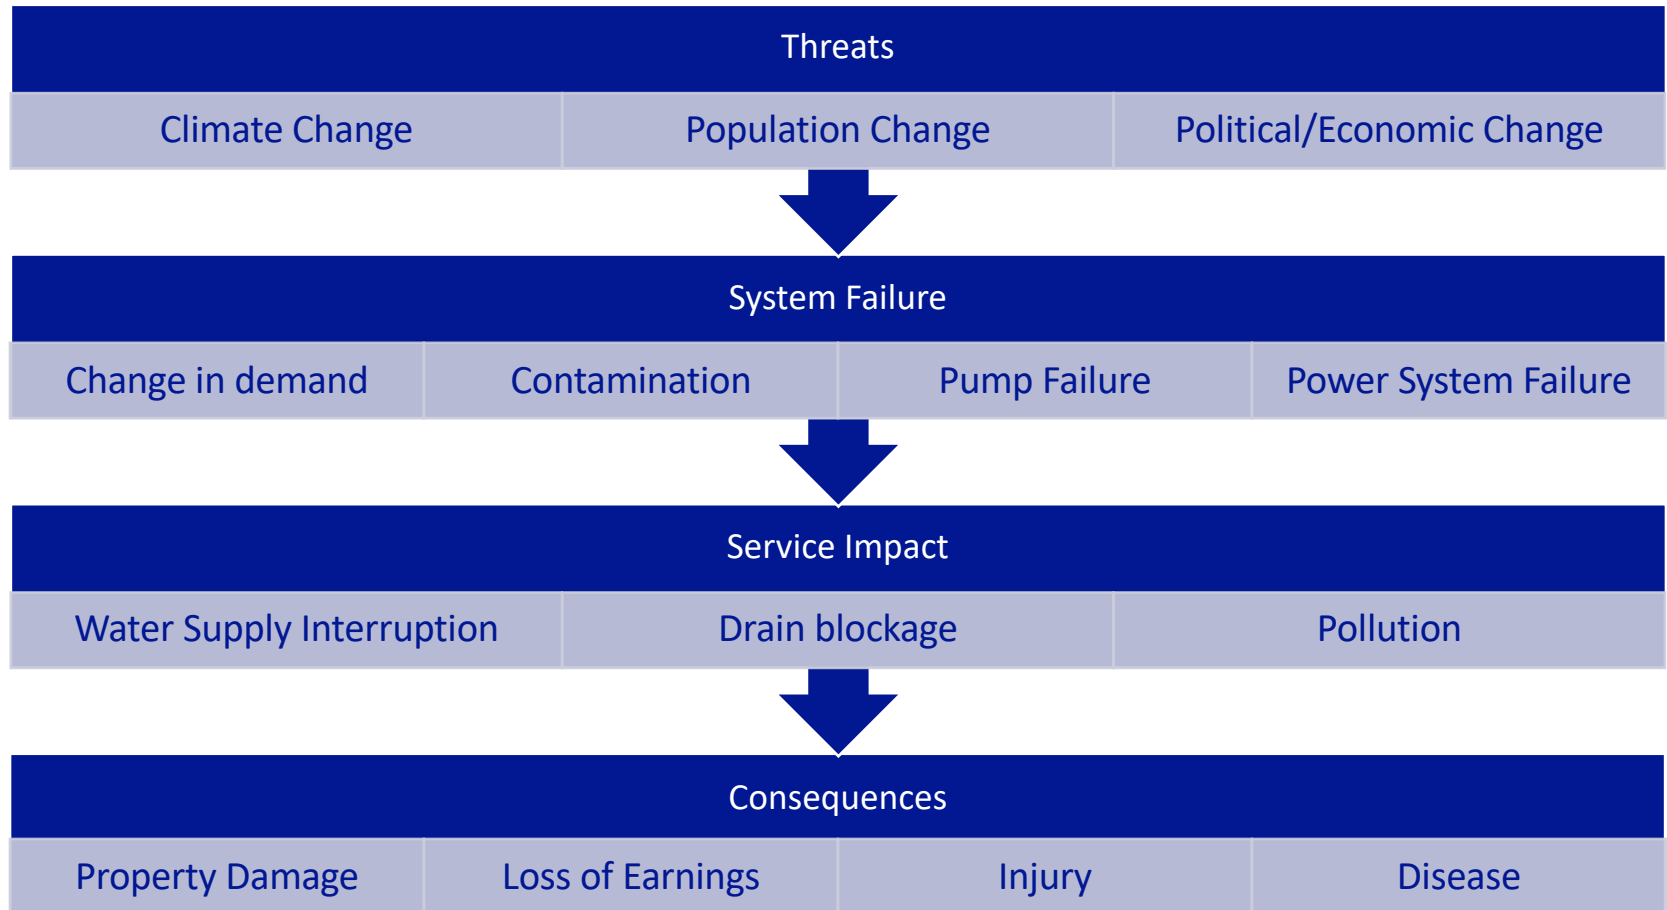 Threats
Climate Change Population Change Political/Economic Change
System Failure
Change in demand Contamination Pump Failure Power System Failure
Service Impact
Water Supply Interruption Drain blockage Pollution
Consequences
Property Damage Loss of Earnings Injury Disease